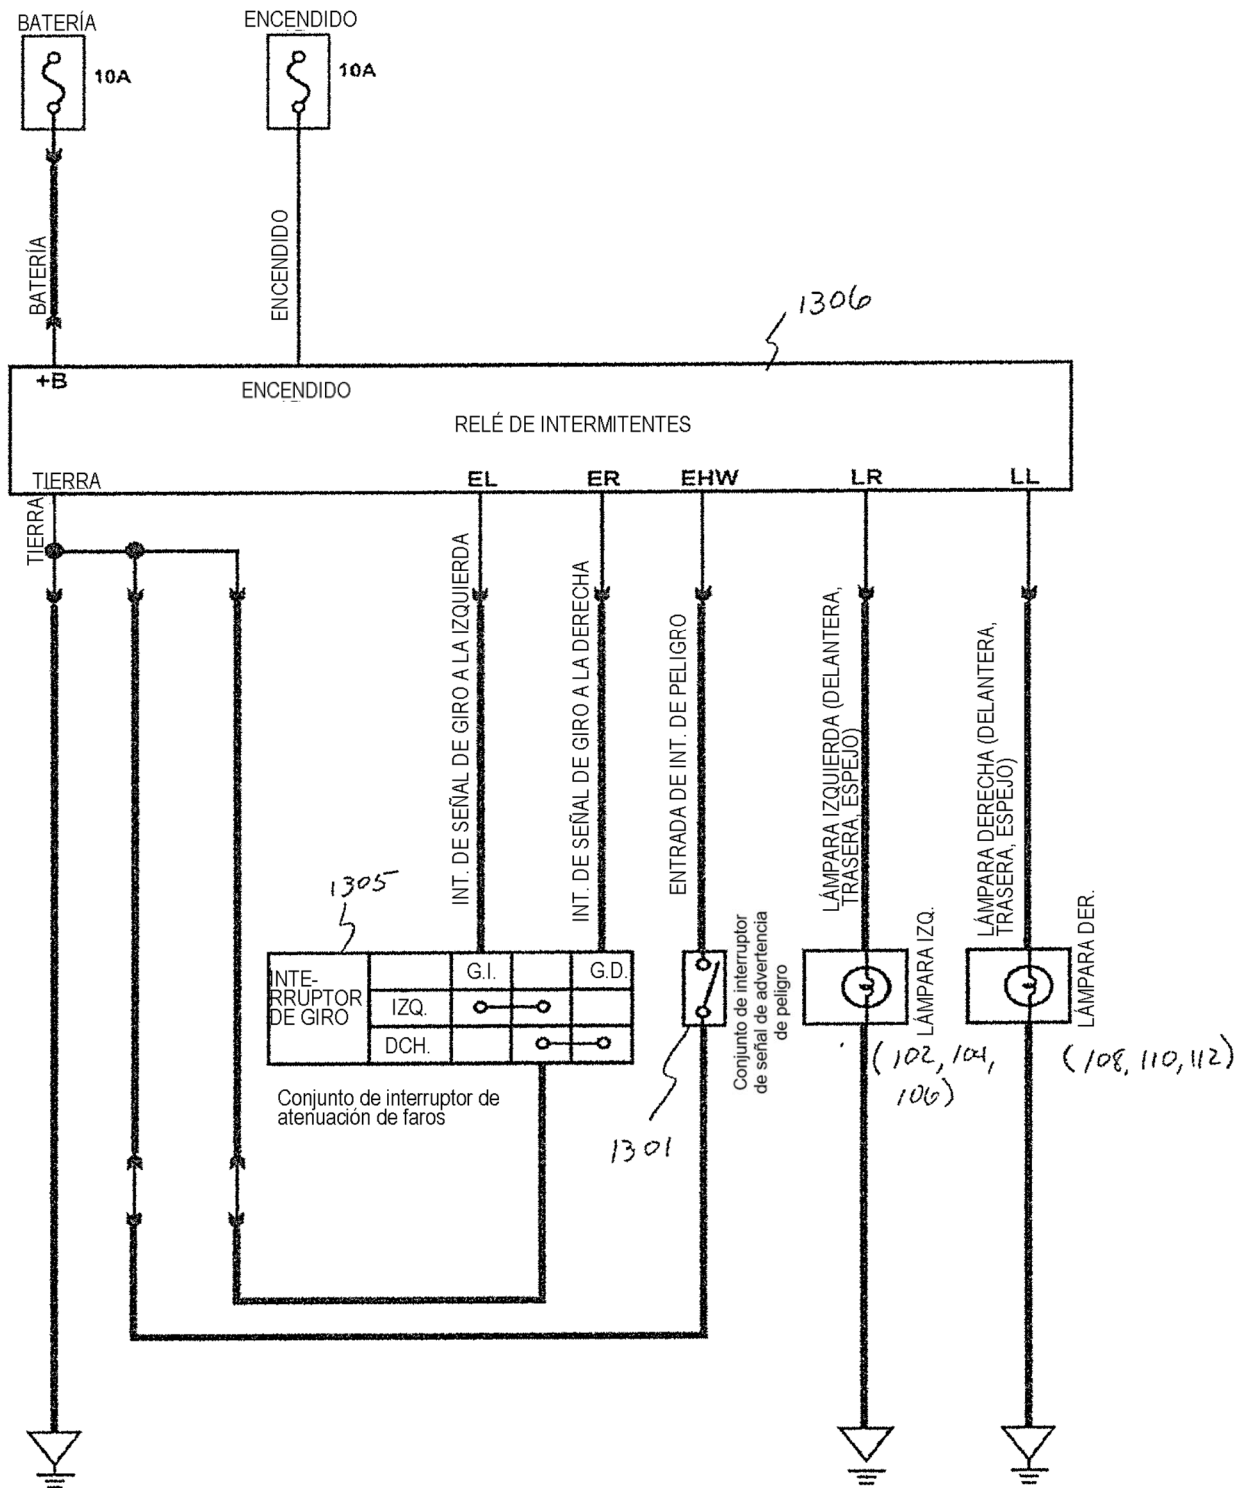 BATERÍA
ENCENDIDO
10A
10A
BATERÍA
ENCENDIDO
1306
+B
ENCENDIDO
RELÉ DE INTERMITENTES
TIERRA
EL
ER
EHW
LR
LL
TIERRA
INT. DE SEÑAL DE GIRO A LA IZQUIERDA
INT. DE SEÑAL DE GIRO A LA DERECHA
ENTRADA DE INT. DE PELIGRO
LÁMPARA IZQUIERDA (DELANTERA,
TRASERA, ESPEJO)
LÁMPARA DERECHA (DELANTERA,
TRASERA, ESPEJO)
1305
INTE-
RRUPTOR
DE GIRO
G.I.
G.D.
IZQ.
DCH.
Conjunto de interruptor de
atenuación de faros
Conjunto de interruptor
de señal de advertencia
de peligro
1301
LÁMPARA IZQ.
(102, 104,
106)
LÁMPARA DER.
(108, 110, 112)